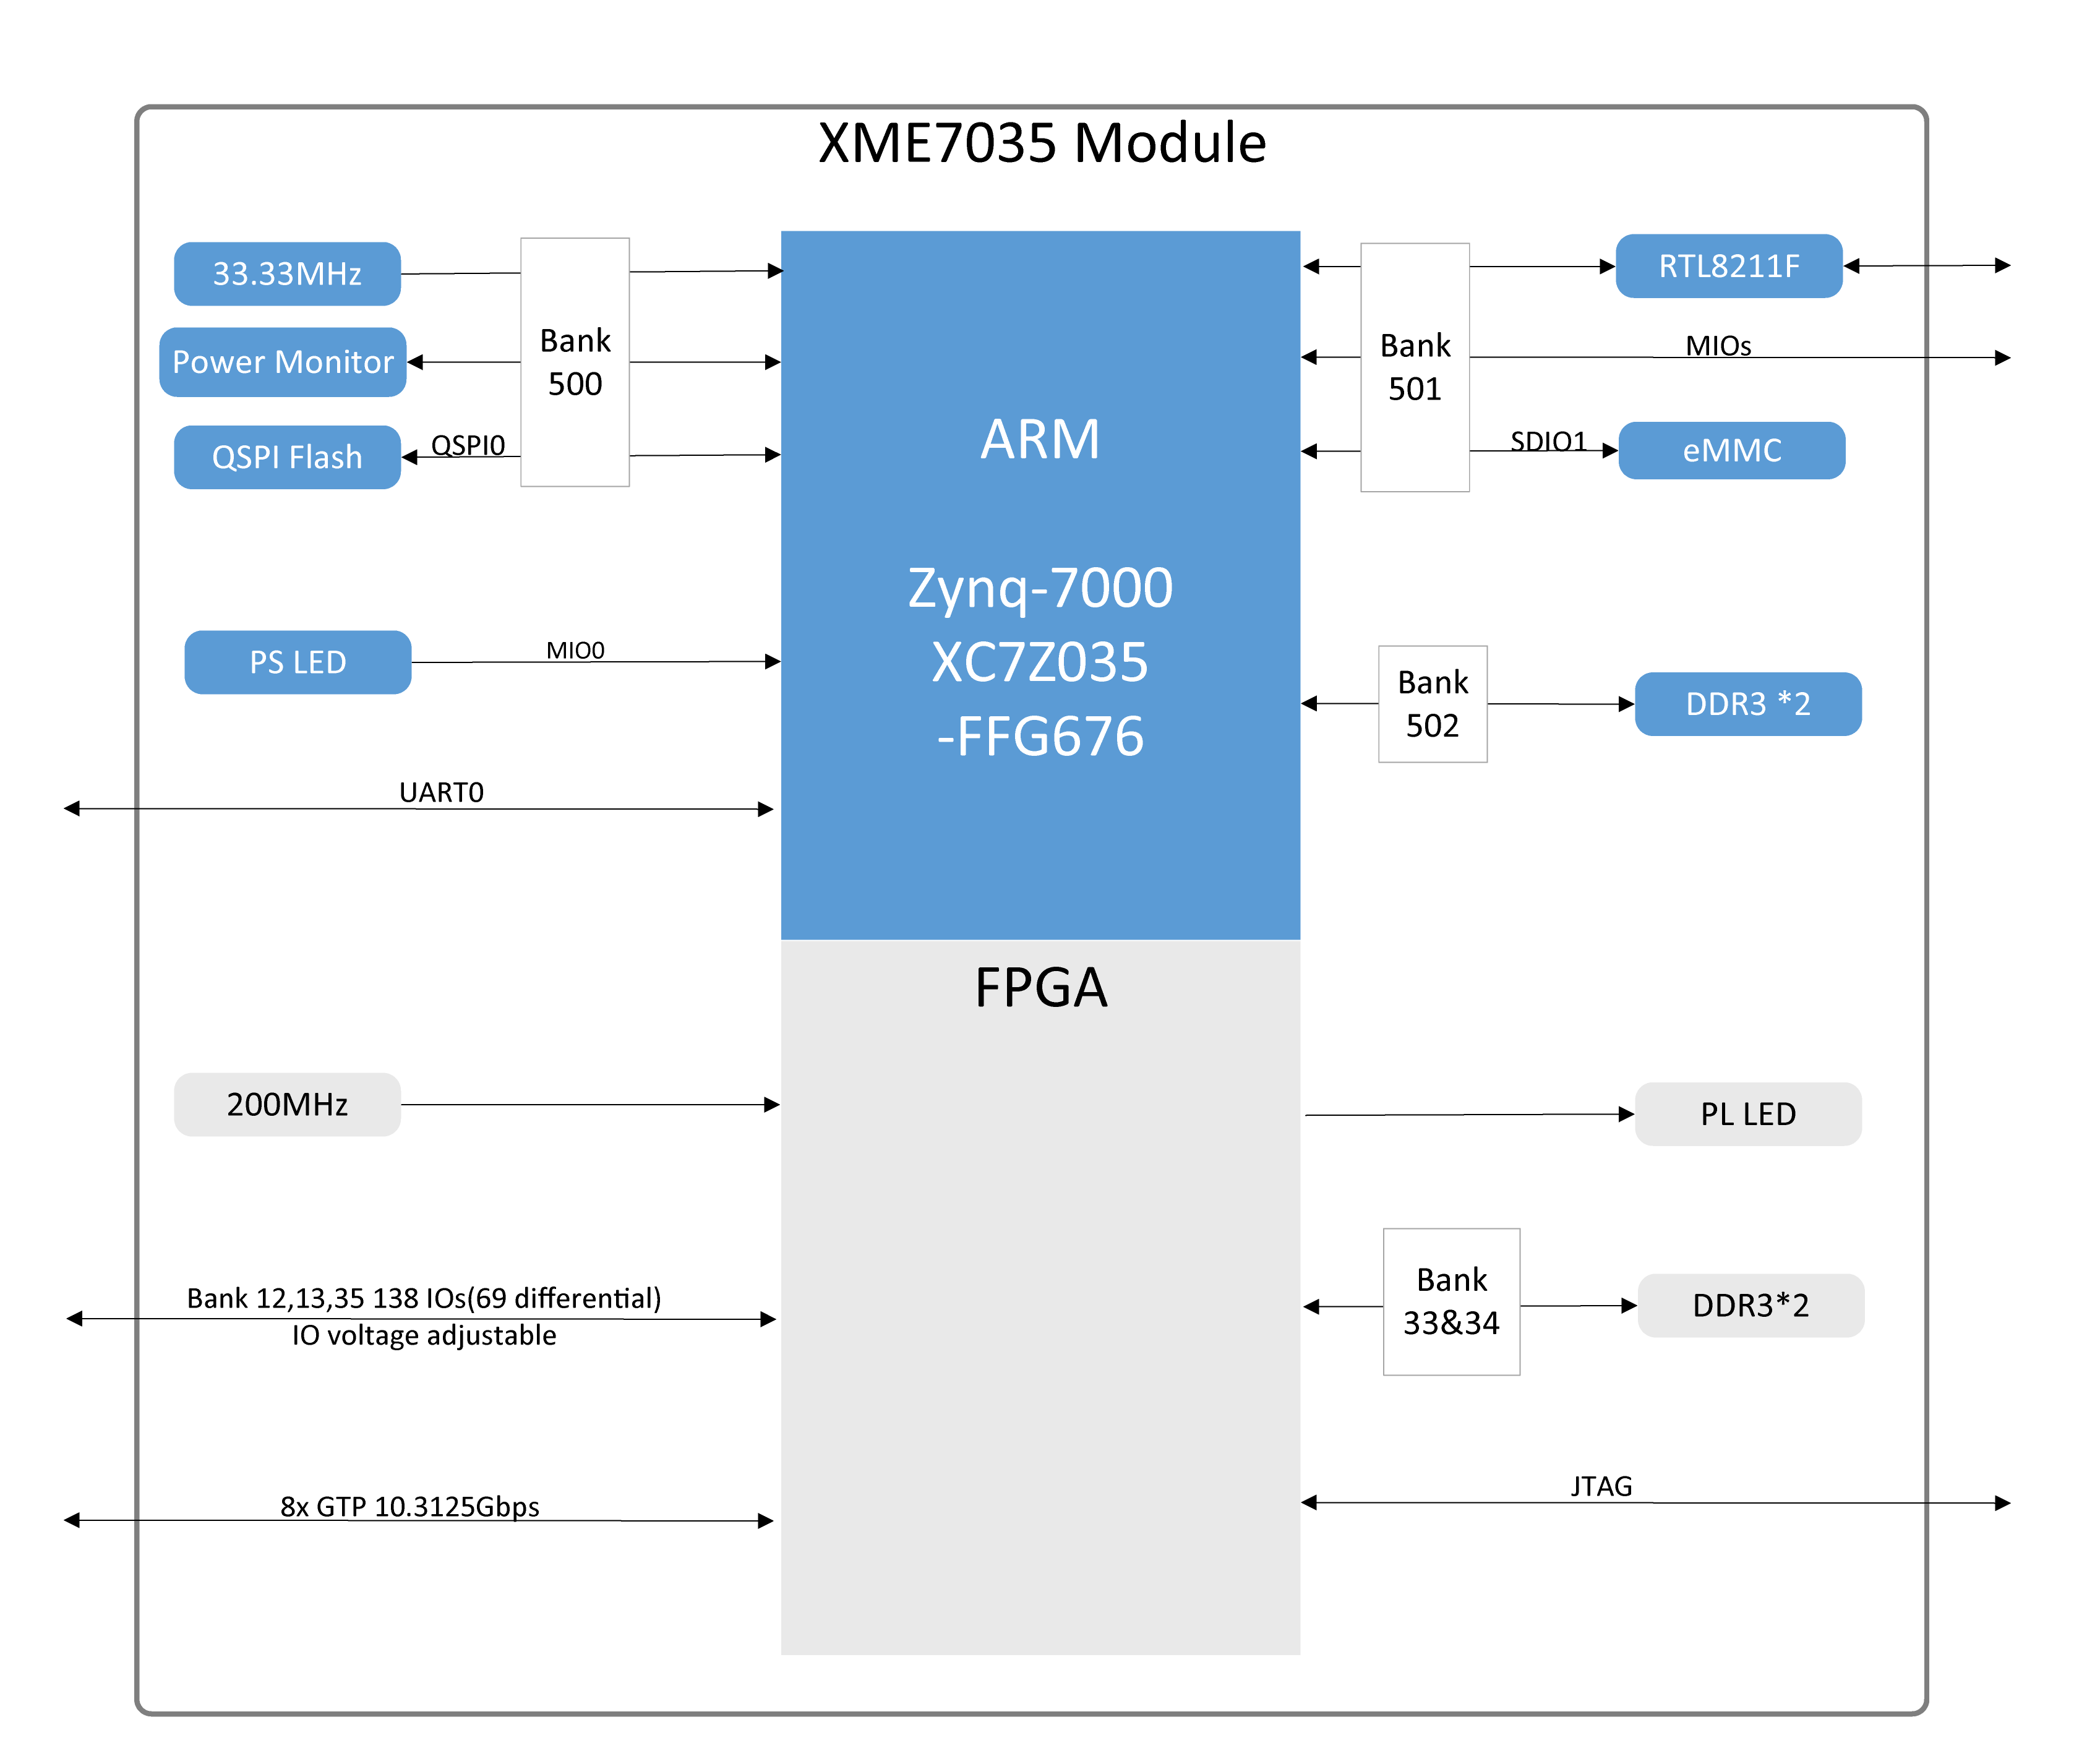 XME7035 Module
33.33MHz
Power Monitor
QSPI Flash
QSPI0
Bank
500
PS LED
MIO0
UART0
ARM
Zynq-7000
XC7Z035
-FFG676
Bank
501
RTL8211F
MIOs
SDIO1
eMMC
Bank
502
DDR3 *2
FPGA
200MHz
Bank 12,13,35 138 IOs(69 differential)
IO voltage adjustable
8x GTP 10.3125Gbps
PL LED
Bank
33&34
DDR3*2
JTAG